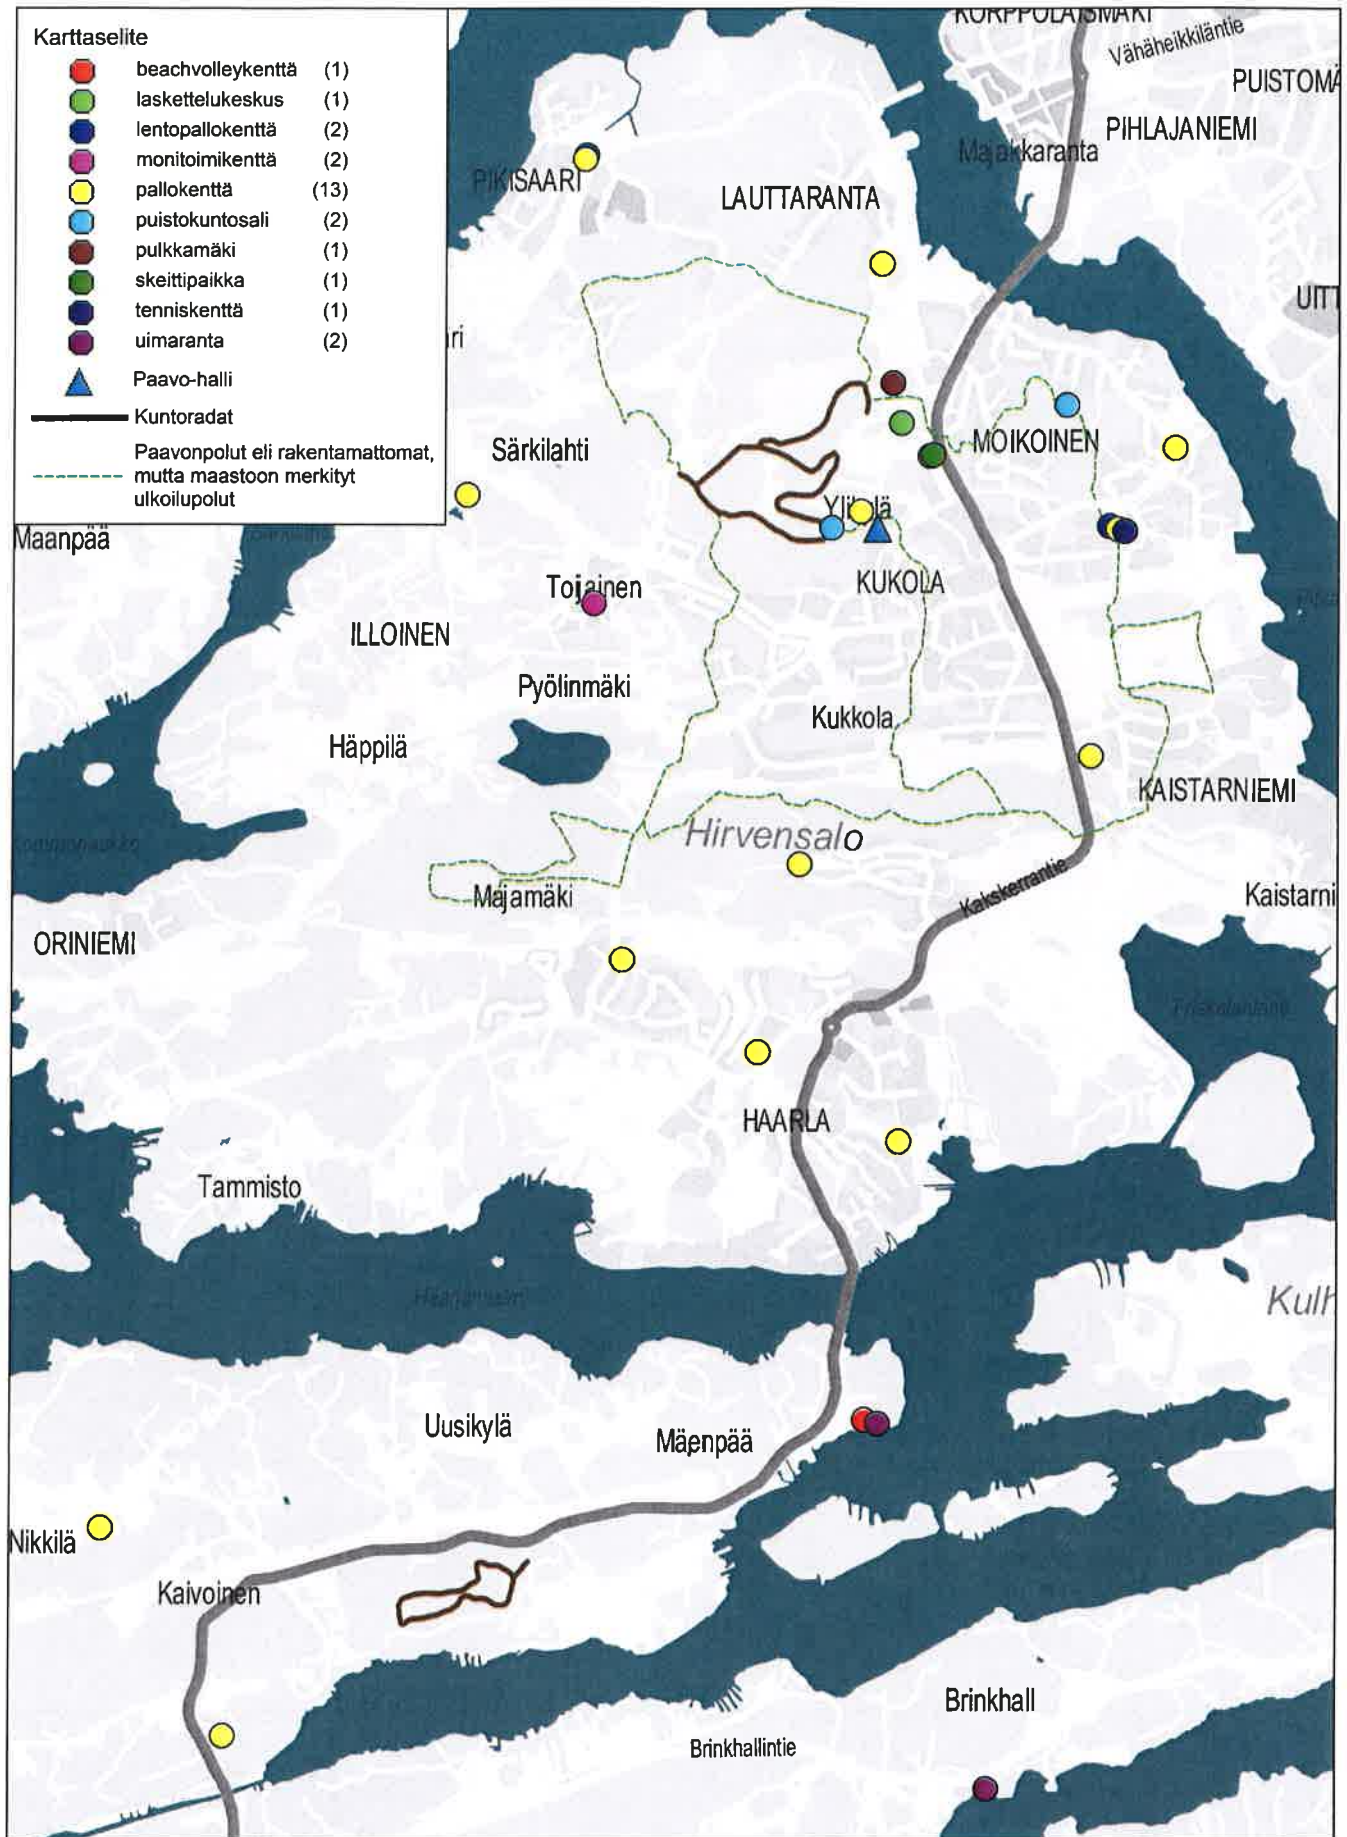 KORPPOLAISMÄKI
Vähäheikkiläntie
Karttaselite
beachvolleykenttä (1)
laskettelukeskus (1)
lentopallokenttä (2)
monitoimikenttä (2)
pallokenttä (13)
puistokuntosali (2)
pulkkamäki (1)
skeittipaikka (1)
tenniskenttä (1)
uimaranta (2)
Paavo-halli
Kuntoradat
Paavonpolut eli rakentamattomat,
mutta maastoon merkityt
ulkoilupolut
PUISTOMÄ
PIHLAJANIEMI
Majakkaranta
PIKISAARI
LAUTTARANTA
UITT
ri
Särkilahti
MOIKOINEN
Maanpää
KUKOLA
Toijainen
ILLOINEN
Pyölinmäki
Kukkola
Häppilä
KAISTARNIEMI
Hirvensalo
Kakskerrantie
Majamäki
Kaistarni
ORINIEMI
Friskalanlahti
HAARLA
Tammisto
Kulh
Uusikylä
Mäenpää
Nikkilä
Kaivoinen
Brinkhall
Brinkhallintie